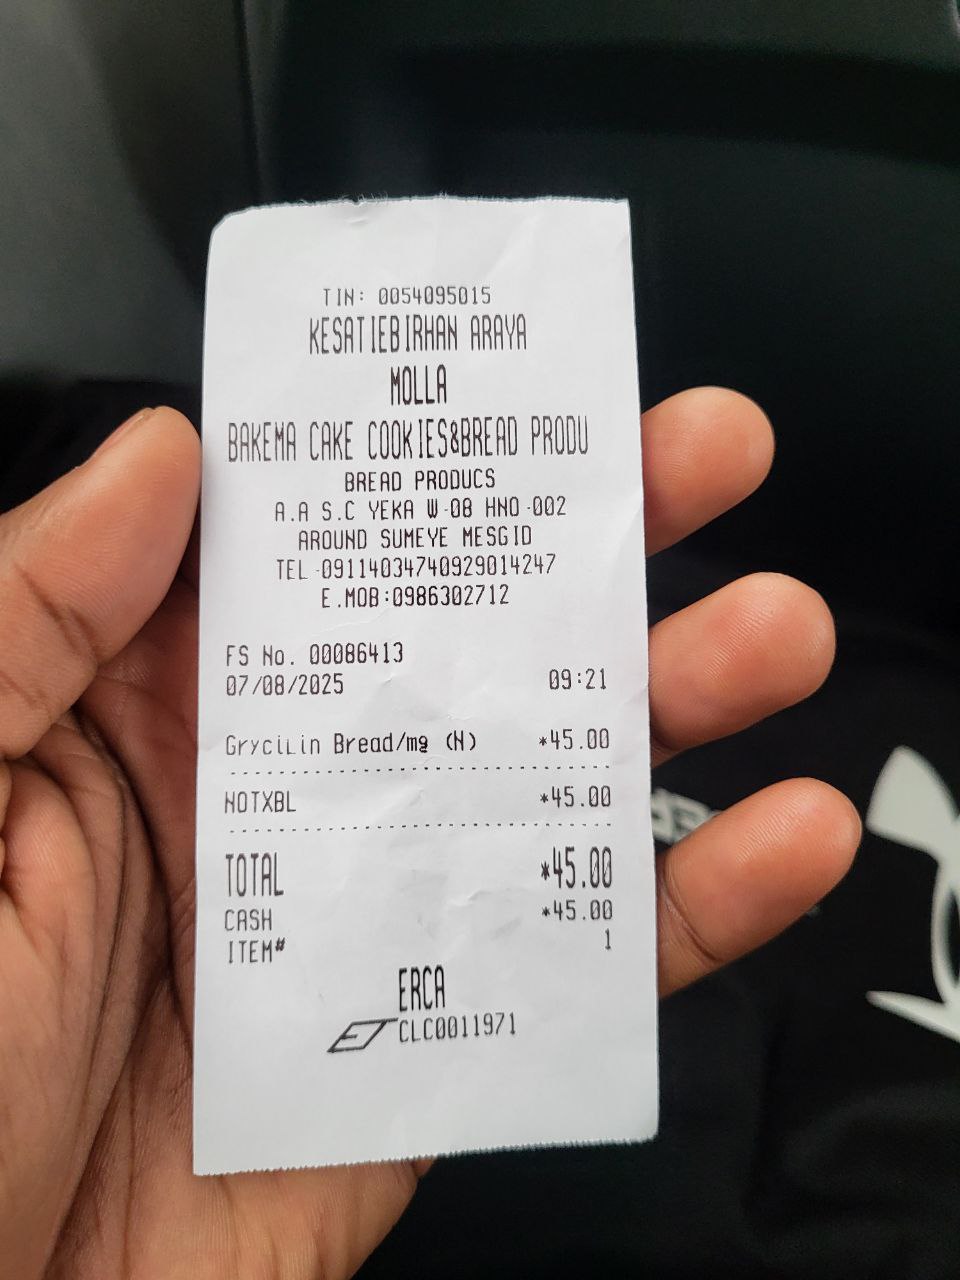 TIN: 0054095015
KESATIEBIRHAN ARAYA
MOLLA
BAKEMA CAKE COOKIES&BREAD PRODU
BREAD PRODUCS
A.A S.C YEKA W-08 HNO-002
AROUND SUMEYE MESGID
TEL-09114034740929014247
E.MOB:0986302712
FS No. 00086413
07/08/2025 09:21
GryciLin Bread/mg (N) *45.00
NOTXBL *45.00
TOTAL *45.00
CASH *45.00
ITEM# 1
ERCA
ET CLC0011971